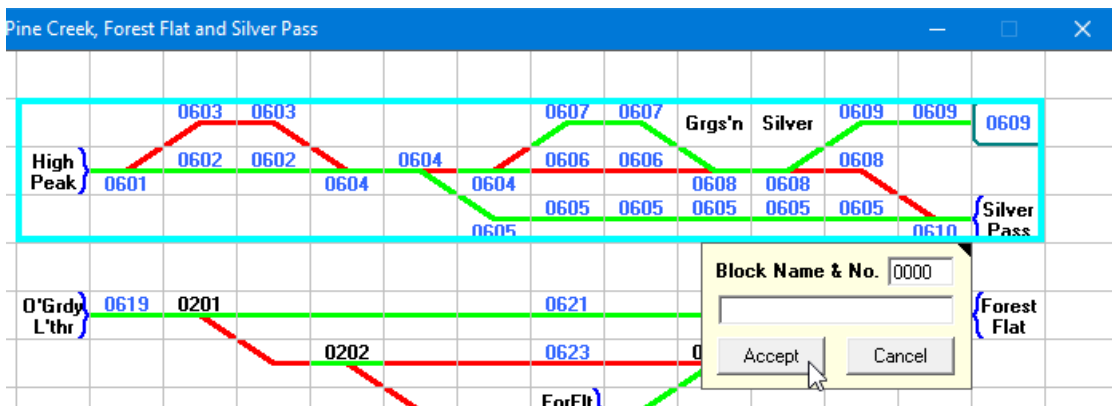 Pine Creek, Forest Flat and Silver Pass
0603 0603 0607 0607 Grgs'n Silver 0609 0609 0609
High Peak 0602 0602 0604 0606 0606 0608
0601 0604 0604 0608 0608
0605 0605 0605 0605 0605 Silver Pass
0605 0610
Block Name & No. 0000
O'Grdy L'thr 0619 0201 0621 Forest Flat
0202 0623 0 Accept Cancel
ForFlt